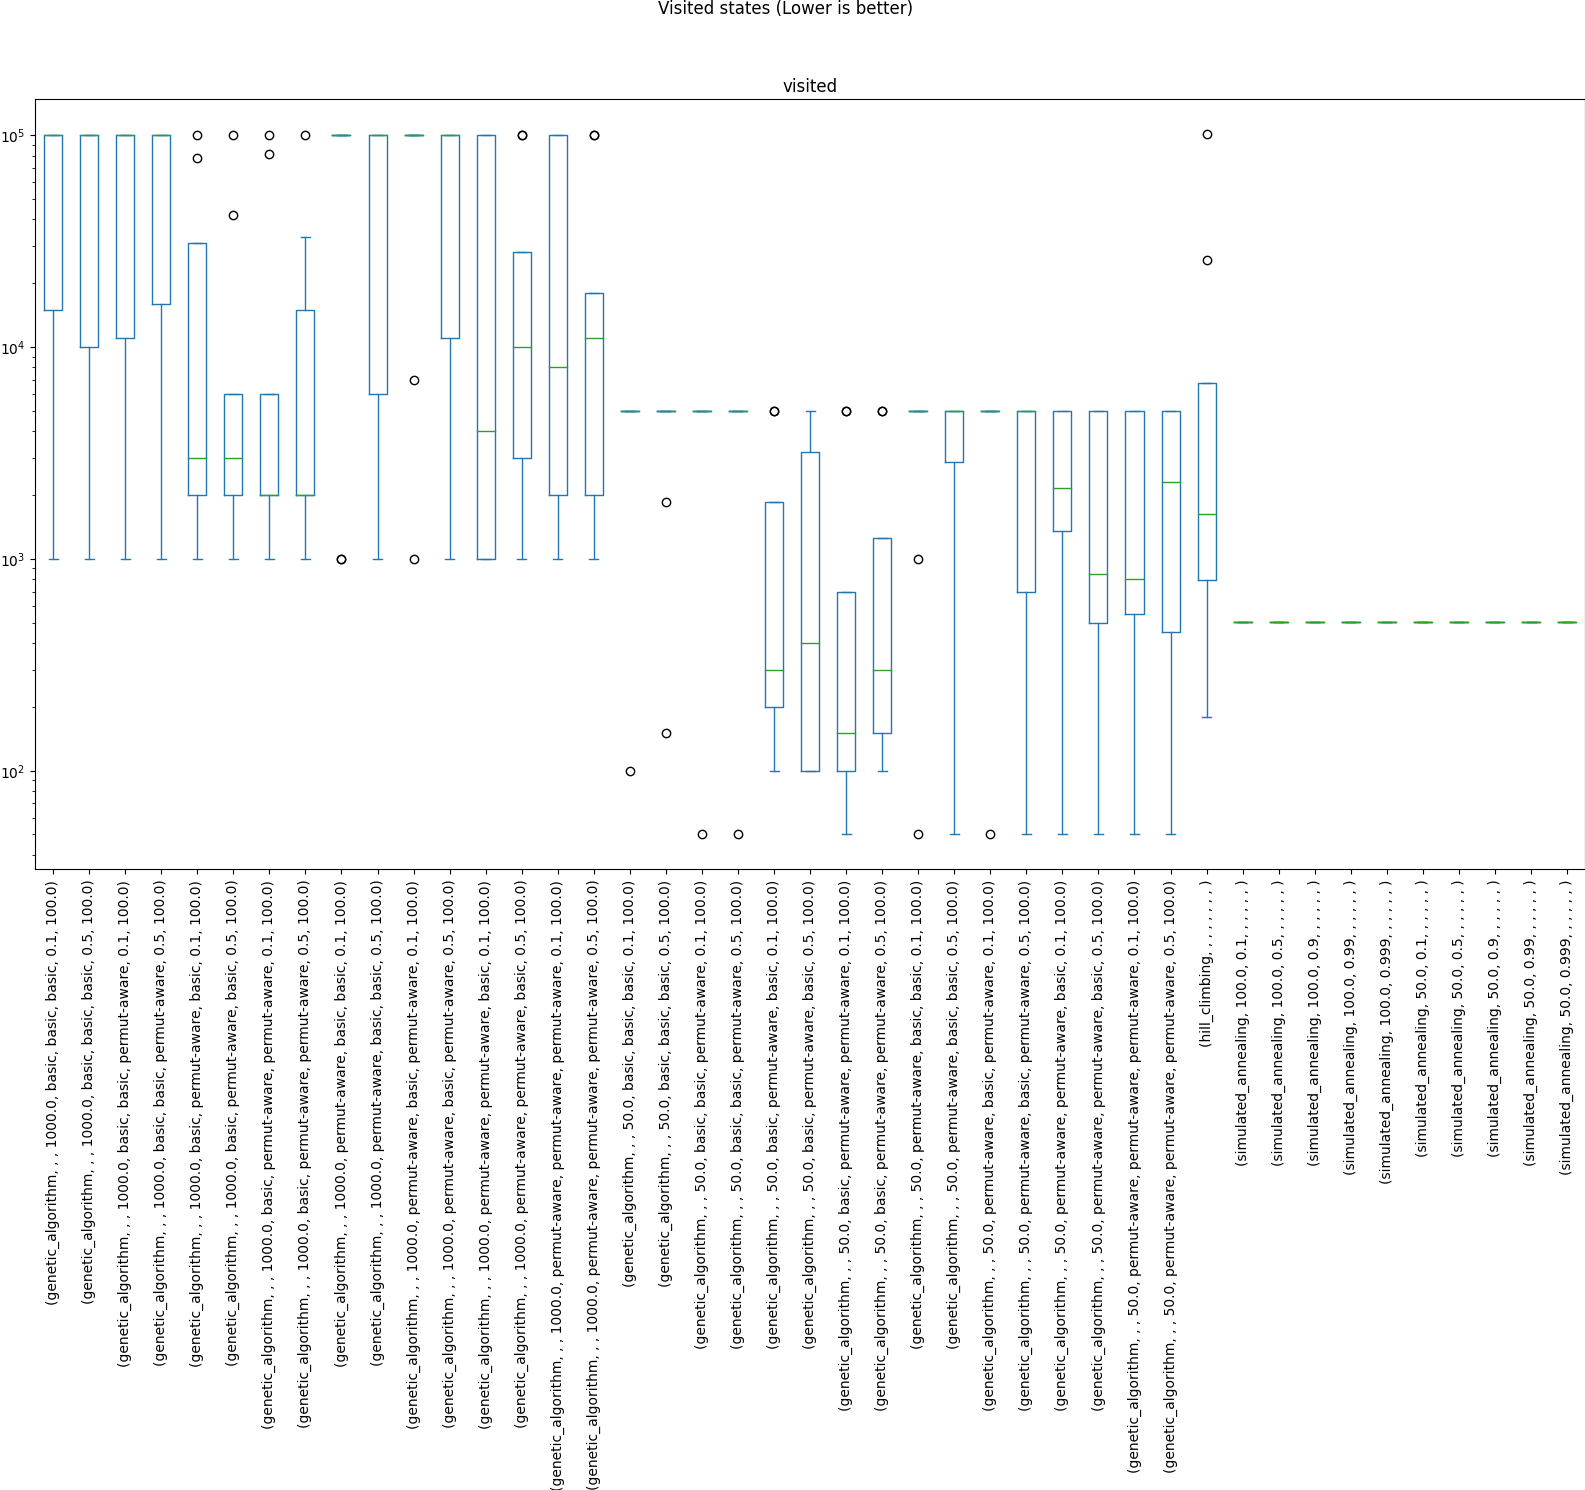 Visited states (Lower is better)
visited
10^5
10^4
10^3
10^2
(genetic_algorithm, , , 1000.0, basic, basic, basic, 0.1, 100.0)
(genetic_algorithm, , , 1000.0, basic, basic, basic, 0.5, 100.0)
(genetic_algorithm, , , 1000.0, basic, basic, permut-aware, 0.1, 100.0)
(genetic_algorithm, , , 1000.0, basic, basic, permut-aware, 0.5, 100.0)
(genetic_algorithm, , , 1000.0, basic, permut-aware, basic, 0.1, 100.0)
(genetic_algorithm, , , 1000.0, basic, permut-aware, basic, 0.5, 100.0)
(genetic_algorithm, , , 1000.0, basic, permut-aware, permut-aware, 0.1, 100.0)
(genetic_algorithm, , , 1000.0, basic, permut-aware, permut-aware, 0.5, 100.0)
(genetic_algorithm, , , 1000.0, permut-aware, basic, basic, 0.1, 100.0)
(genetic_algorithm, , , 1000.0, permut-aware, basic, basic, 0.5, 100.0)
(genetic_algorithm, , , 1000.0, permut-aware, basic, permut-aware, 0.1, 100.0)
(genetic_algorithm, , , 1000.0, permut-aware, basic, permut-aware, 0.5, 100.0)
(genetic_algorithm, , , 1000.0, permut-aware, permut-aware, basic, 0.1, 100.0)
(genetic_algorithm, , , 1000.0, permut-aware, permut-aware, basic, 0.5, 100.0)
(genetic_algorithm, , , 1000.0, permut-aware, permut-aware, permut-aware, 0.1, 100.0)
(genetic_algorithm, , , 1000.0, permut-aware, permut-aware, permut-aware, 0.5, 100.0)
(genetic_algorithm, , , 50.0, basic, basic, basic, 0.1, 100.0)
(genetic_algorithm, , , 50.0, basic, basic, basic, 0.5, 100.0)
(genetic_algorithm, , , 50.0, basic, basic, permut-aware, 0.1, 100.0)
(genetic_algorithm, , , 50.0, basic, basic, permut-aware, 0.5, 100.0)
(genetic_algorithm, , , 50.0, basic, permut-aware, basic, 0.1, 100.0)
(genetic_algorithm, , , 50.0, basic, permut-aware, basic, 0.5, 100.0)
(genetic_algorithm, , , 50.0, basic, permut-aware, permut-aware, 0.1, 100.0)
(genetic_algorithm, , , 50.0, basic, permut-aware, permut-aware, 0.5, 100.0)
(genetic_algorithm, , , 50.0, permut-aware, basic, basic, 0.1, 100.0)
(genetic_algorithm, , , 50.0, permut-aware, basic, basic, 0.5, 100.0)
(genetic_algorithm, , , 50.0, permut-aware, basic, permut-aware, 0.1, 100.0)
(genetic_algorithm, , , 50.0, permut-aware, basic, permut-aware, 0.5, 100.0)
(genetic_algorithm, , , 50.0, permut-aware, permut-aware, basic, 0.1, 100.0)
(genetic_algorithm, , , 50.0, permut-aware, permut-aware, basic, 0.5, 100.0)
(genetic_algorithm, , , 50.0, permut-aware, permut-aware, permut-aware, 0.1, 100.0)
(genetic_algorithm, , , 50.0, permut-aware, permut-aware, permut-aware, 0.5, 100.0)
(hill_climbing, , , , , , , , )
(simulated_annealing, 100.0, 0.1, , , , , , )
(simulated_annealing, 100.0, 0.5, , , , , , )
(simulated_annealing, 100.0, 0.9, , , , , , )
(simulated_annealing, 100.0, 0.99, , , , , , )
(simulated_annealing, 100.0, 0.999, , , , , , )
(simulated_annealing, 50.0, 0.1, , , , , , )
(simulated_annealing, 50.0, 0.5, , , , , , )
(simulated_annealing, 50.0, 0.9, , , , , , )
(simulated_annealing, 50.0, 0.99, , , , , , )
(simulated_annealing, 50.0, 0.999, , , , , , )